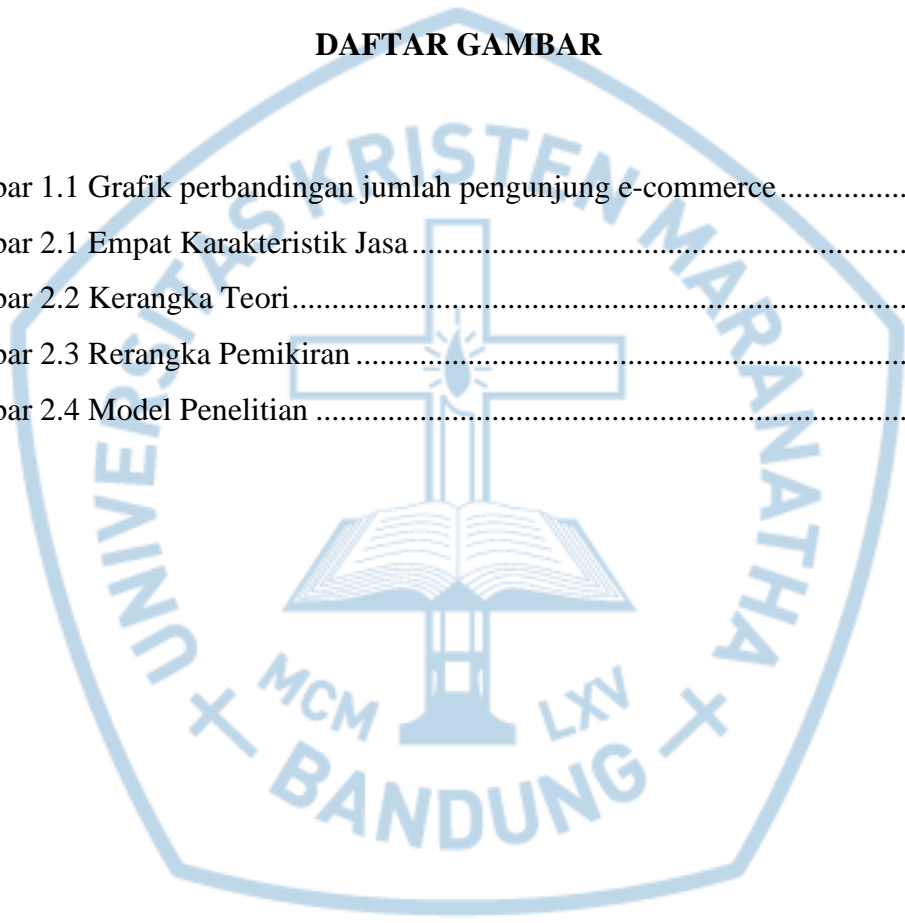 DAFTAR GAMBAR
bar 1.1 Grafik perbandingan jumlah pengunjung e-commerce...............
bar 2.1 Empat Karakteristik Jasa.....................................................
bar 2.2 Kerangka Teori..................................................................
bar 2.3 Rerangka Pemikiran ...........................................................
bar 2.4 Model Penelitian ...............................................................
UNIVERSITAS KRISTEN MARANATHA
MCM LXV
BANDUNG